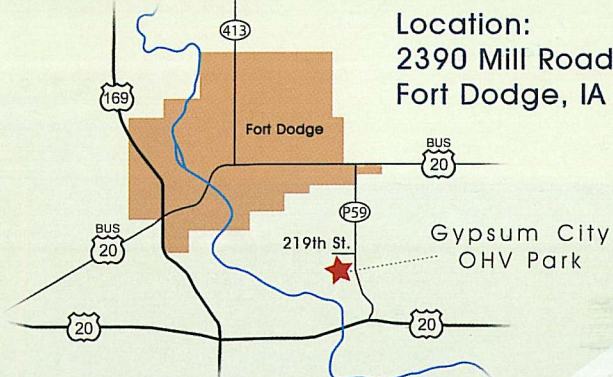 413
Location:
2390 Mill Road
Fort Dodge, IA
169
Fort Dodge
BUS
20
P59
219th St.
Gypsum City
OHV Park
BUS
20
20
20